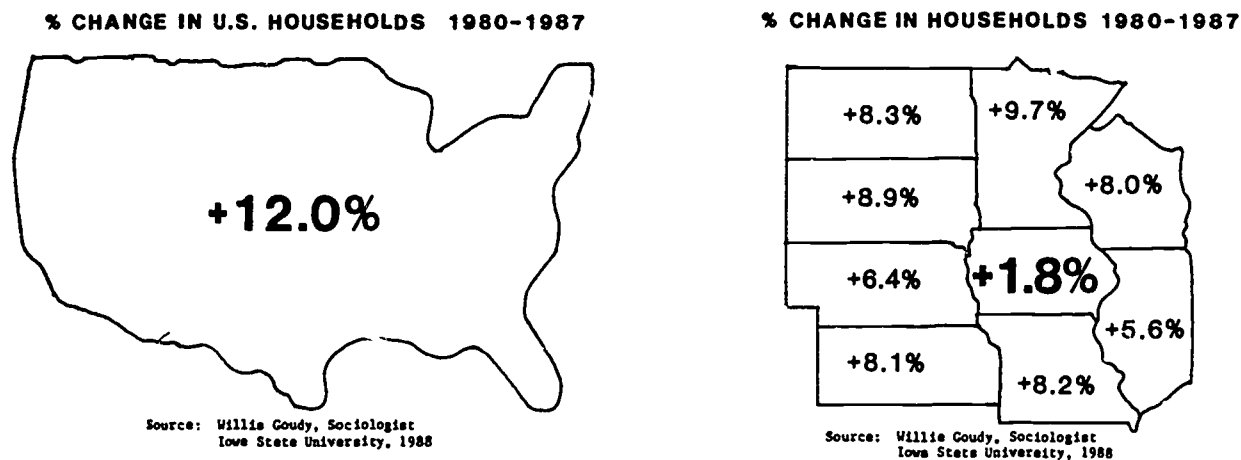 % CHANGE IN U.S. HOUSEHOLDS 1980-1987
+12.0%
Source: Willis Goudy, Sociologist
Iowa State University, 1988
% CHANGE IN HOUSEHOLDS 1980-1987
+8.3%
+9.7%
+8.0%
+8.9%
+6.4%
+1.8%
+5.6%
+8.1%
+8.2%
Source: Willis Goudy, Sociologist
Iowa State University, 1988